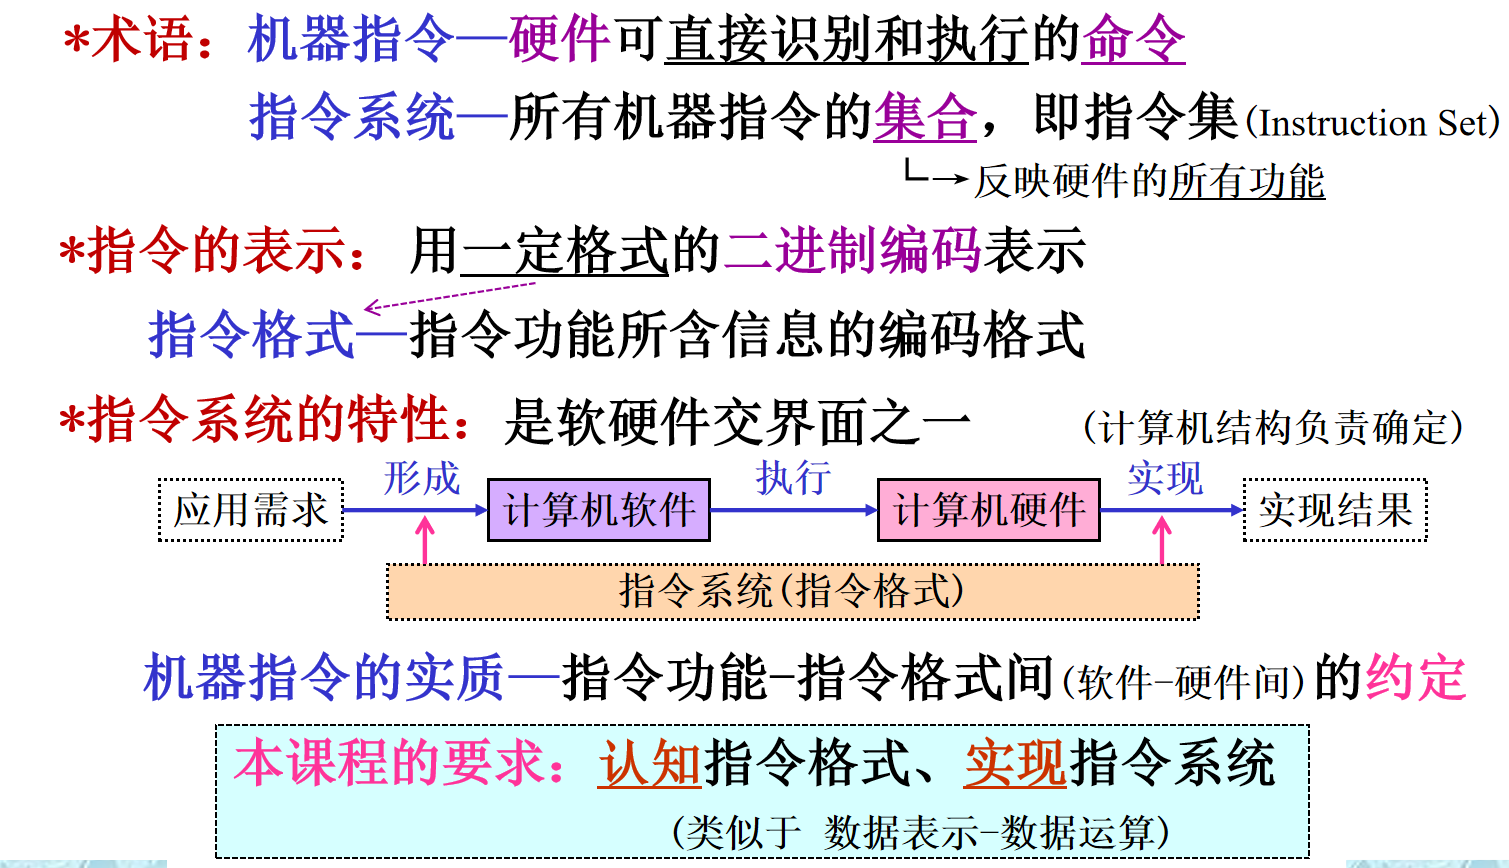 *术语：机器指令—硬件可直接识别和执行的命令
指令系统—所有机器指令的集合，即指令集(Instruction Set)
反映硬件的所有功能
*指令的表示：用一定格式的二进制编码表示
指令格式—指令功能所含信息的编码格式
*指令系统的特性：是软硬件交界面之一 (计算机结构负责确定)
形成 执行 实现
应用需求 计算机软件 计算机硬件 实现结果
指令系统(指令格式)
机器指令的实质—指令功能-指令格式间(软件-硬件间)的约定
本课程的要求：认知指令格式、实现指令系统
(类似于 数据表示-数据运算)